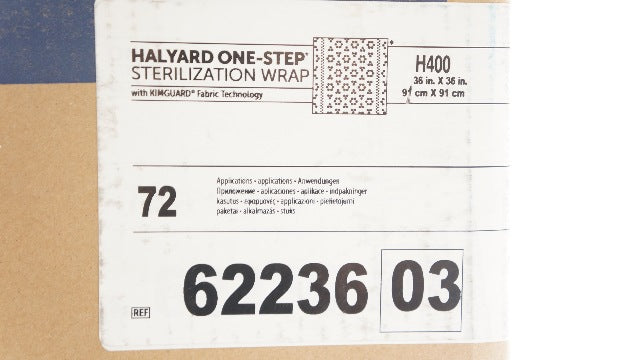 HALYARD ONE-STEP*
STERILIZATION WRAP
with KIMGUARD* Fabric Technology
H400
36 in. X 36 in.
91 cm X 91 cm
72
Applications - applications - Anwendungen
Приложение - aplicaciones - aplikace - indpakninger
kasutus - εφαρμογές - applicazioni - pielietojumi
paketai - alkalmazás - stuks
REF
62236 03